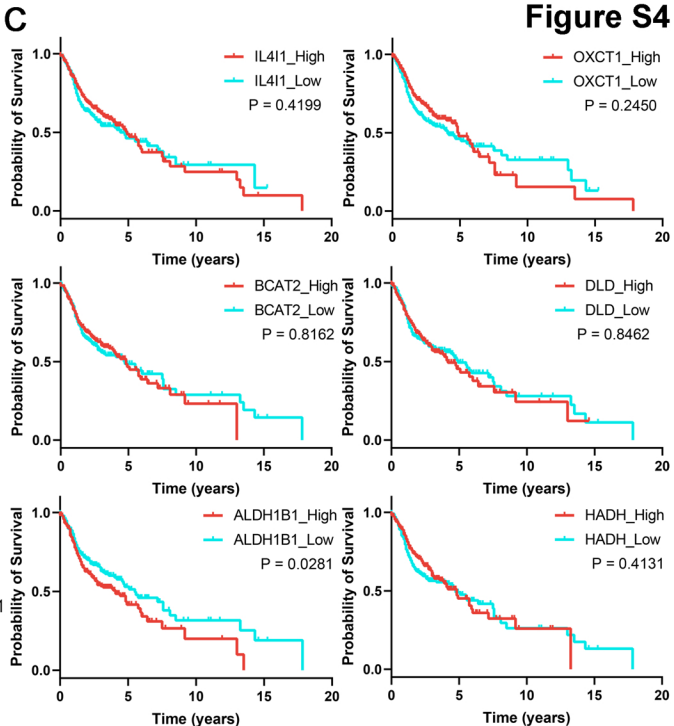 C
Figure S4
Probability of Survival
1.0
0.5
0.0
IL4I1_High
IL4I1_Low
P = 0.4199
0 5 10 15 20
Time (years)
Probability of Survival
1.0
0.5
0.0
OXCT1_High
OXCT1_Low
P = 0.2450
0 5 10 15 20
Time (years)
Probability of Survival
1.0
0.5
0.0
BCAT2_High
BCAT2_Low
P = 0.8162
0 5 10 15 20
Time (years)
Probability of Survival
1.0
0.5
0.0
DLD_High
DLD_Low
P = 0.8462
0 5 10 15 20
Time (years)
Probability of Survival
1.0
0.5
0.0
ALDH1B1_High
ALDH1B1_Low
P = 0.0281
0 5 10 15 20
Time (years)
Probability of Survival
1.0
0.5
0.0
HADH_High
HADH_Low
P = 0.4131
0 5 10 15 20
Time (years)